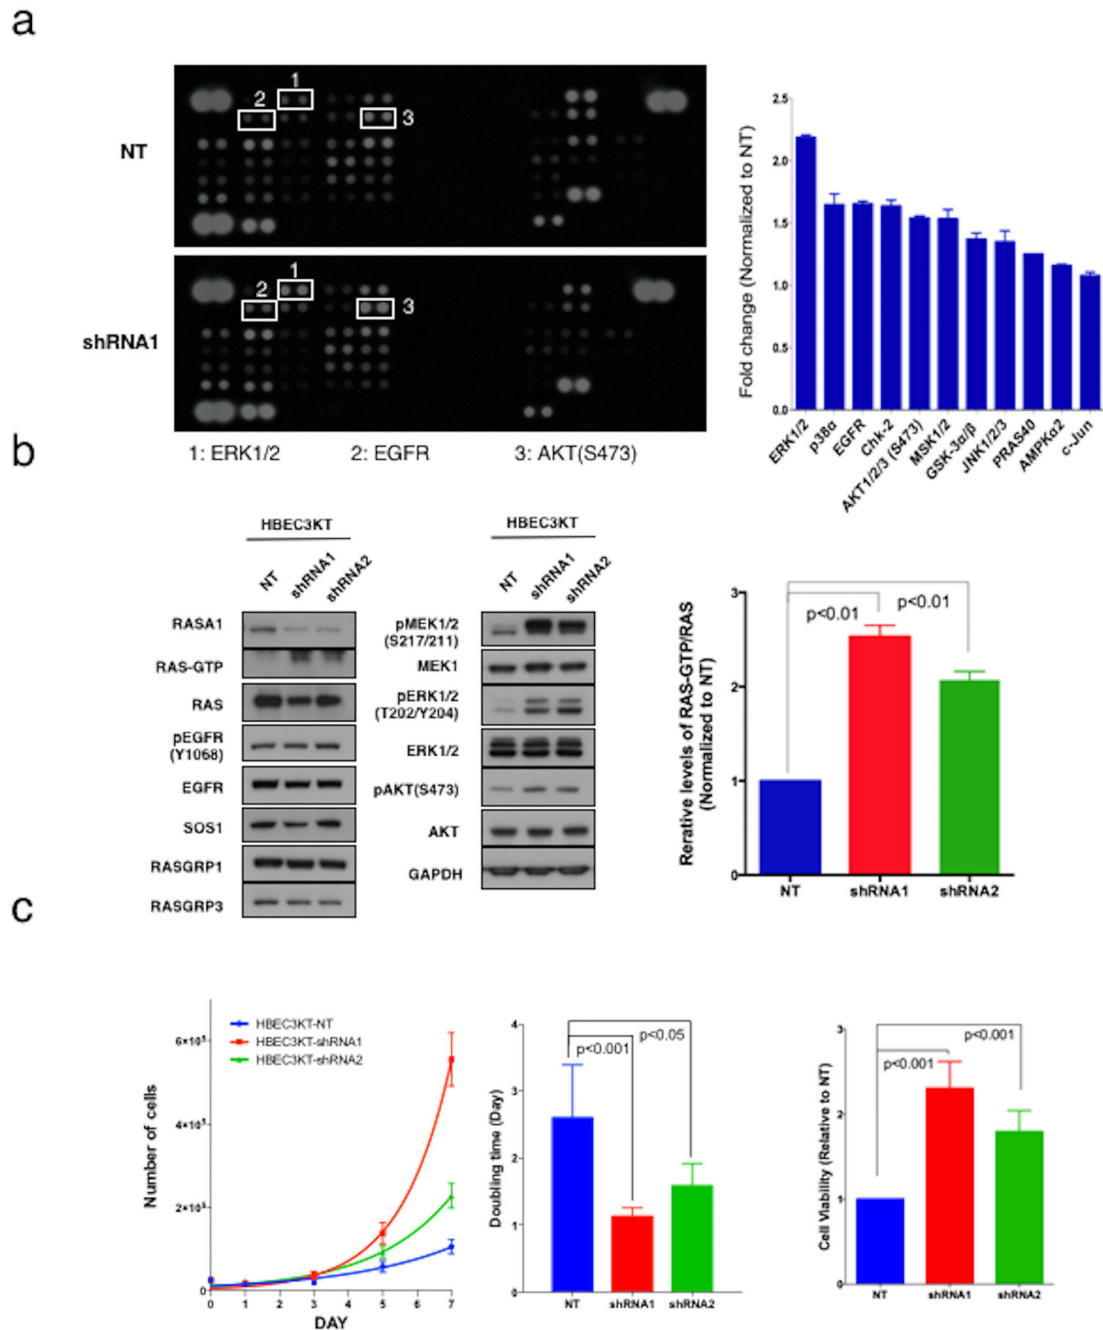 a
NT
1
2
3
shRNA1
1
2
3
1: ERK1/2
2: EGFR
3: AKT(S473)
Fold change (Normalized to NT)
2.5
2.0
1.5
1.0
0.5
0.0
ERK1/2
p38α
EGFR
Chk-2
AKT1/2/3 (S473)
MSK1/2
GSK-3α/β
JNK1/2/3
PRAS40
AMPKα2
c-Jun
b
HBEC3KT
NT
shRNA1
shRNA2
RASA1
RAS-GTP
RAS
pEGFR
(Y1068)
EGFR
SOS1
RASGRP1
RASGRP3
HBEC3KT
NT
shRNA1
shRNA2
pMEK1/2
(S217/211)
MEK1
pERK1/2
(T202/Y204)
ERK1/2
pAKT(S473)
AKT
GAPDH
Rerative levels of RAS-GTP/RAS
(Normalized to NT)
3
2
1
0
p<0.01
p<0.01
NT
shRNA1
shRNA2
c
Number of cells
6×10⁵
4×10⁵
2×10⁵
0
HBEC3KT-NT
HBEC3KT-shRNA1
HBEC3KT-shRNA2
0 1 2 3 4 5 6 7
DAY
Doubling time (Day)
4
3
2
1
0
p<0.05
p<0.001
NT
shRNA1
shRNA2
Cell Viability (Relative to NT)
3
2
1
0
p<0.001
p<0.001
NT
shRNA1
shRNA2